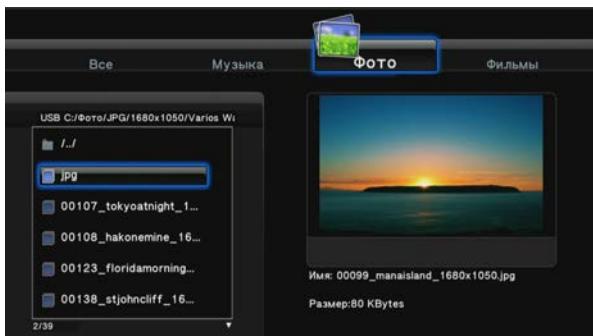 Все Музыка Фото Фильмы
USB C:/Фото/JPG/1680x1050/Varios Wa
/../
jpg
00107_tokyoatnight_1...
00108_hakonemine_16...
00123_floridamorning...
00138_stjohncliff_16...
2/39
Имя: 00099_manaisland_1680x1050.jpg
Размер:80 KBytes